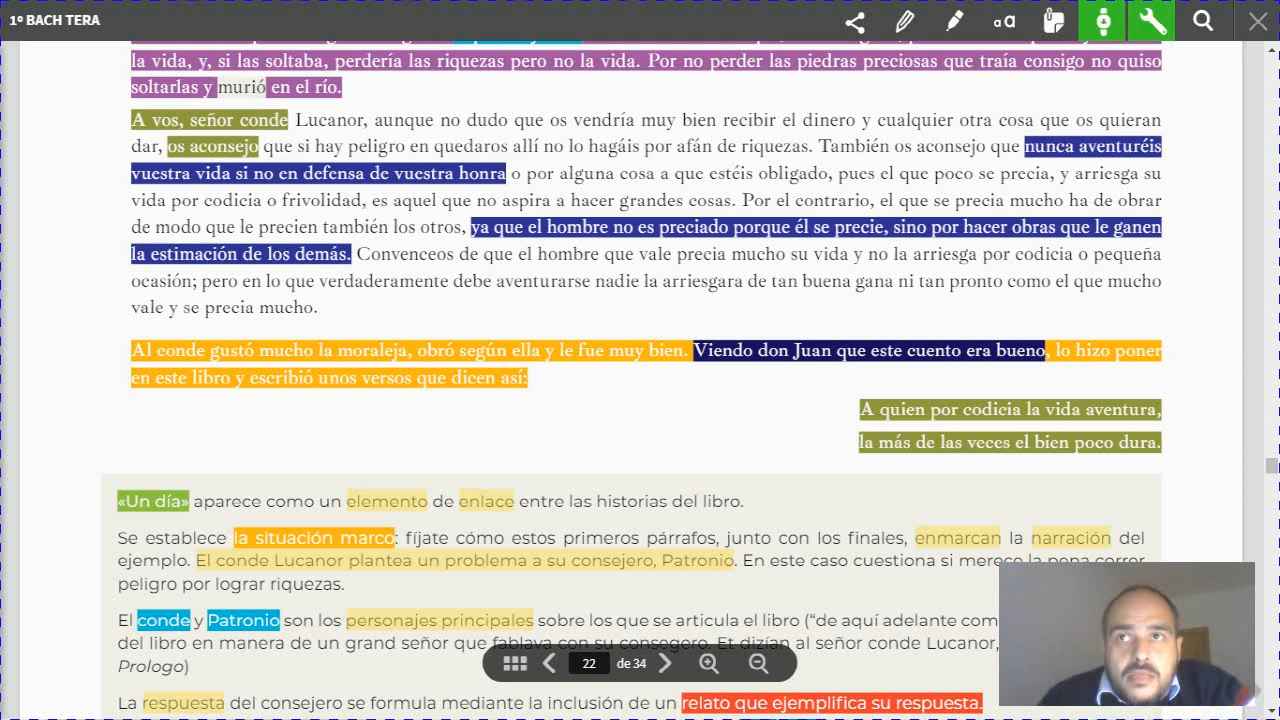 1º BACH TERA
la vida, y, si las soltaba, perdería las riquezas pero no la vida. Por no perder las piedras preciosas que traía consigo no quiso
soltarlas y murió en el río.
A vos, señor conde Lucanor, aunque no dudo que os vendría muy bien recibir el dinero y cualquier otra cosa que os quieran
dar, os aconsejo que si hay peligro en quedaros allí no lo hagáis por afán de riquezas. También os aconsejo que nunca aventuréis
vuestra vida si no en defensa de vuestra honra o por alguna cosa a que estéis obligado, pues el que poco se precia, y arriesga su
vida por codicia o frivolidad, es aquel que no aspira a hacer grandes cosas. Por el contrario, el que se precia mucho ha de obrar
de modo que le precien también los otros, ya que el hombre no es preciado porque él se precie, sino por hacer obras que le ganen
la estimación de los demás. Convenceos de que el hombre que vale precia mucho su vida y no la arriesga por codicia o pequeña
ocasión; pero en lo que verdaderamente debe aventurarse nadie la arriesgara de tan buena gana ni tan pronto como el que mucho
vale y se precia mucho.
Al conde gustó mucho la moraleja, obró según ella y le fue muy bien. Viendo don Juan que este cuento era bueno, lo hizo poner
en este libro y escribió unos versos que dicen así:
A quien por codicia la vida aventura,
la más de las veces el bien poco dura.
«Un día» aparece como un elemento de enlace entre las historias del libro.
Se establece la situación marco: fíjate cómo estos primeros párrafos, junto con los finales, enmarcan la narración del
ejemplo. El conde Lucanor plantea un problema a su consejero, Patronio. En este caso cuestiona si merece la pena correr
peligro por lograr riquezas.
El conde y Patronio son los personajes principales sobre los que se articula el libro (“de aquí adelante com
del libro en manera de un grand señor que fablava con su consegero. Et dizían al señor conde Lucanor,
Prologo)
22 de 34
La respuesta del consejero se formula mediante la inclusión de un relato que ejemplifica su respuesta.